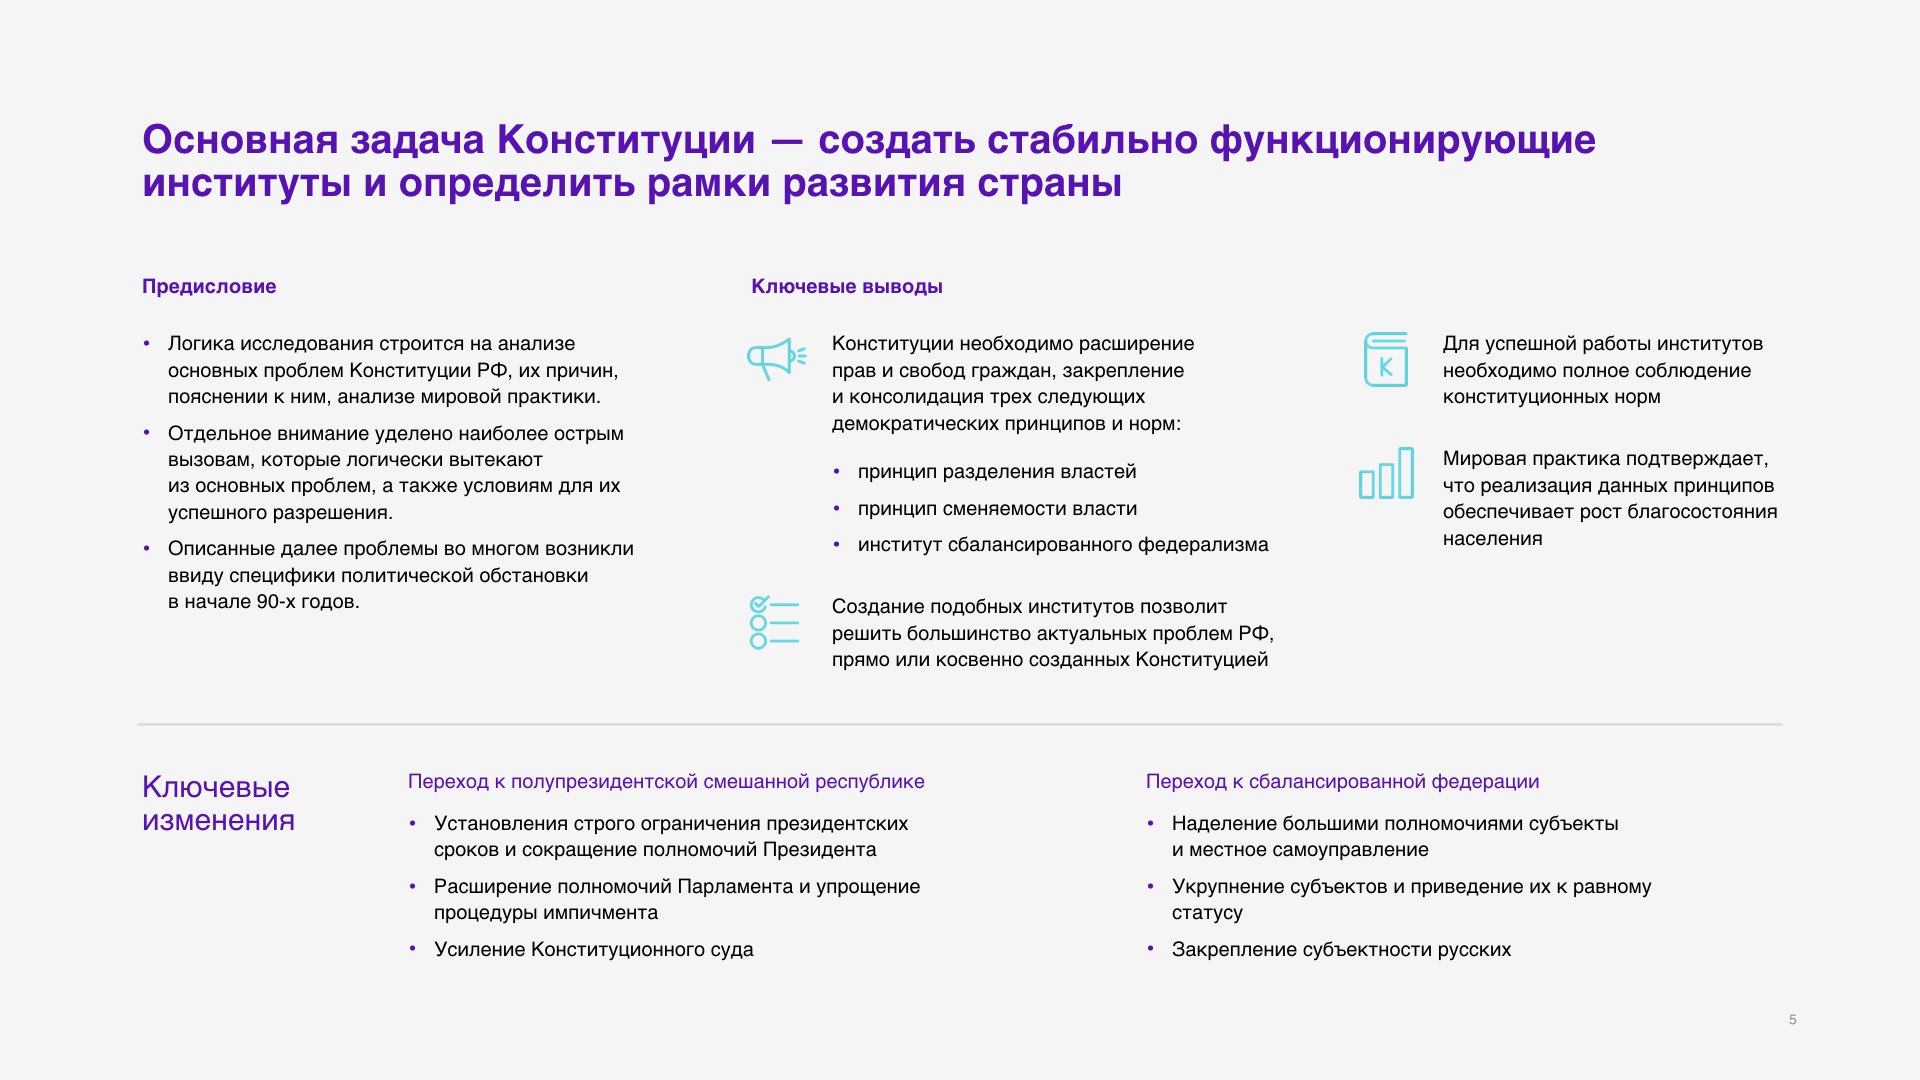 Основная задача Конституции — создать стабильно функционирующие
институты и определить рамки развития страны
Предисловие
• Логика исследования строится на анализе
основных проблем Конституции РФ, их причин,
пояснении к ним, анализе мировой практики.
• Отдельное внимание уделено наиболее острым
вызовам, которые логически вытекают
из основных проблем, а также условиям для их
успешного разрешения.
• Описанные далее проблемы во многом возникли
ввиду специфики политической обстановки
в начале 90-х годов.
Ключевые выводы
Конституции необходимо расширение
прав и свобод граждан, закрепление
и консолидация трех следующих
демократических принципов и норм:
• принцип разделения властей
• принцип сменяемости власти
• институт сбалансированного федерализма
Создание подобных институтов позволит
решить большинство актуальных проблем РФ,
прямо или косвенно созданных Конституцией
К
Для успешной работы институтов
необходимо полное соблюдение
конституционных норм
Мировая практика подтверждает,
что реализация данных принципов
обеспечивает рост благосостояния
населения
Ключевые
изменения
Переход к полупрезидентской смешанной республике
• Установления строго ограничения президентских
сроков и сокращение полномочий Президента
• Расширение полномочий Парламента и упрощение
процедуры импичмента
• Усиление Конституционного суда
Переход к сбалансированной федерации
• Наделение большими полномочиями субъекты
и местное самоуправление
• Укрупнение субъектов и приведение их к равному
статусу
• Закрепление субъектности русских
5